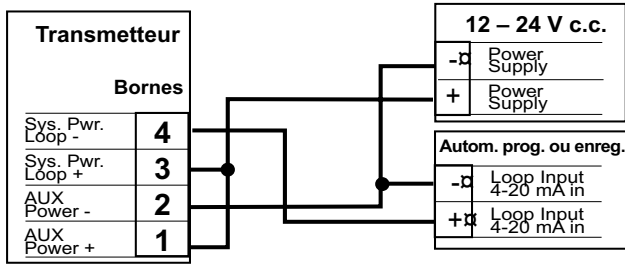 Transmetteur
Bornes
Sys. Pwr.
Loop -
4
Sys. Pwr.
Loop +
3
AUX
Power -
2
AUX
Power +
1
12 – 24 V c.c.
-¤
Power
Supply
+
Power
Supply
Autom. prog. ou enreg.
-¤
Loop Input
4-20 mA in
+¤
Loop Input
4-20 mA in